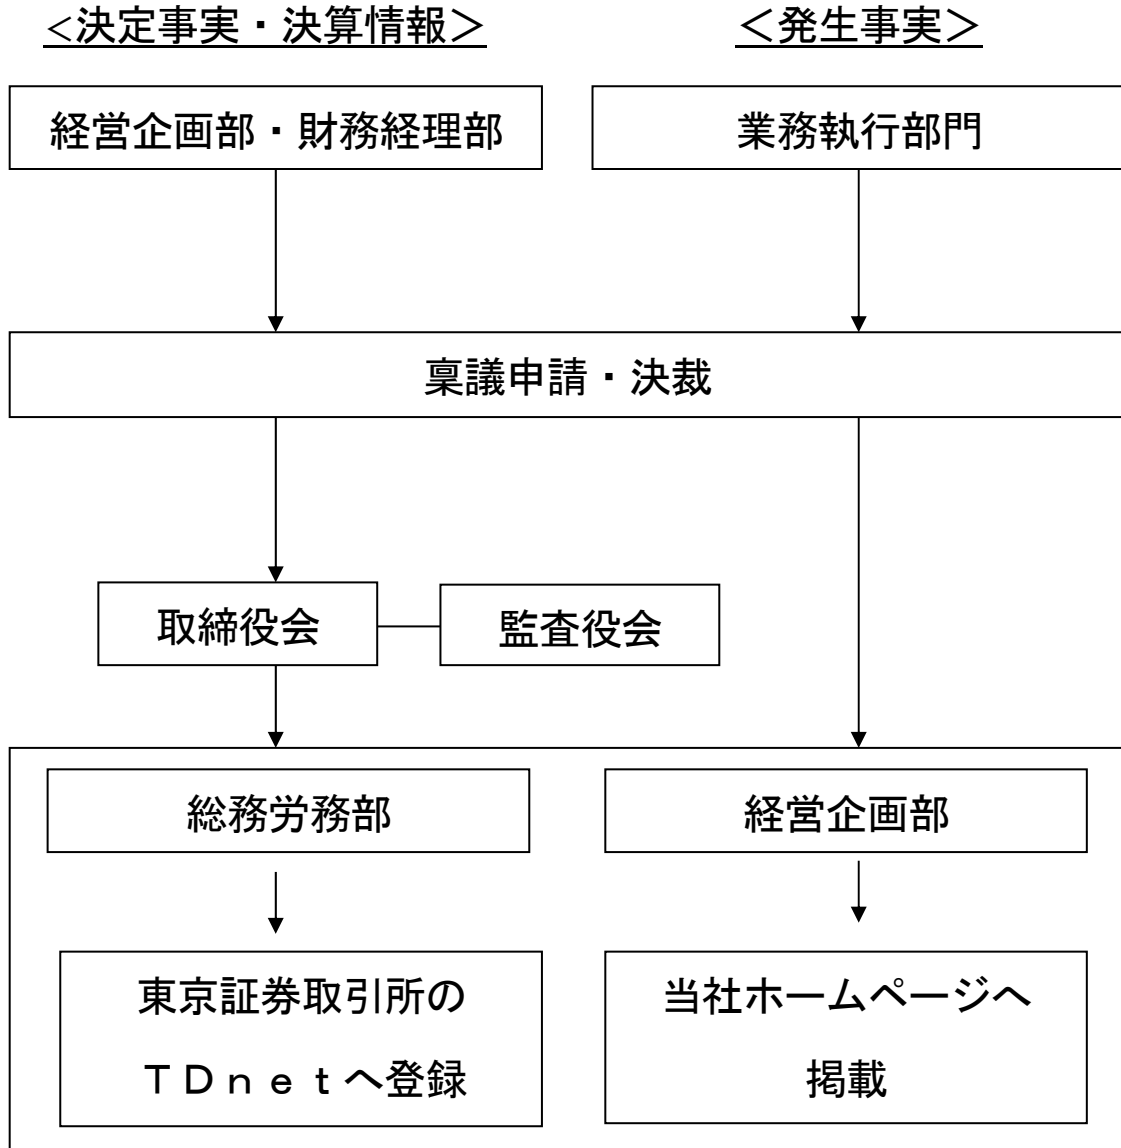 <決定事実・決算情報＞
＜発生事実＞
経営企画部・財務経理部
業務執行部門
稟議申請・決裁
取締役会
監査役会
総務労務部
経営企画部
東京証券取引所の
ＴＤｎｅｔへ登録
当社ホームページへ
掲載